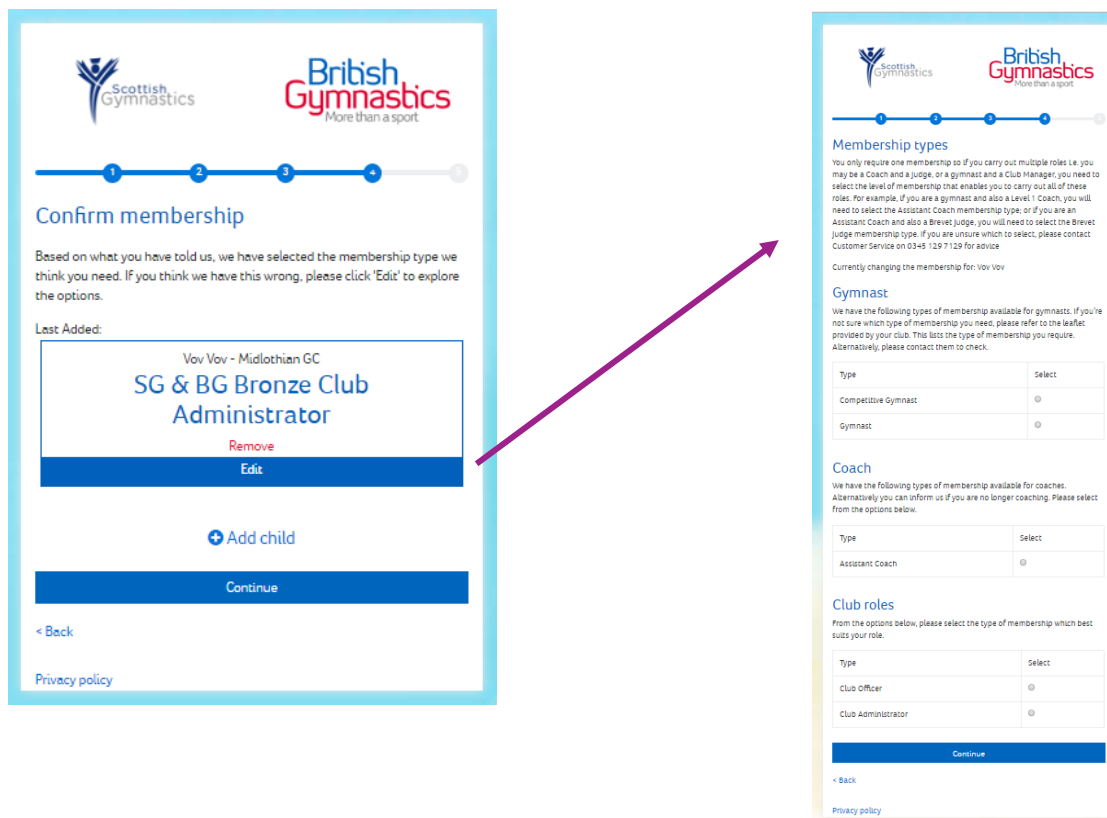 Scottish
Gymnastics
British
Gymnastics
More than a sport
1 2 3 4 5
Confirm membership
Based on what you have told us, we have selected the membership type we
think you need. If you think we have this wrong, please click 'Edit' to explore
the options.
Last Added:
Vov Vov - Midlothian GC
SG & BG Bronze Club
Administrator
Remove
Edit
Add child
Continue
< Back
Privacy policy
Scottish
Gymnastics
British
Gymnastics
More than a sport
1 2 3 4
Membership types
You only require one membership so if you carry out multiple roles i.e. you
may be a Coach and a Judge, or a gymnast and a Club Manager, you need to
select the level of membership that enables you to carry out all of these
roles. For example, if you are a gymnast and also a Level 1 Coach, you will
need to select the Assistant Coach membership type; or if you are an
Assistant Coach and also a Brevet Judge, you will need to select the Brevet
Judge membership type. If you are unsure which to select, please contact
Customer Service on 0345 129 7129 for advice
Currently changing the membership for: Vov Vov
Gymnast
We have the following types of membership available for gymnasts. If you're
not sure which type of membership you need, please refer to the leaflet
provided by your club. This lists the type of membership you require.
Alternatively, please contact them to check.
Type Select
Competitive Gymnast
Gymnast
Coach
We have the following types of membership available for coaches.
Alternatively you can inform us if you are no longer coaching. Please select
from the options below.
Type Select
Assistant Coach
Club roles
From the options below, please select the type of membership which best
suits your role.
Type Select
Club Officer
Club Administrator
Continue
< Back
Privacy policy